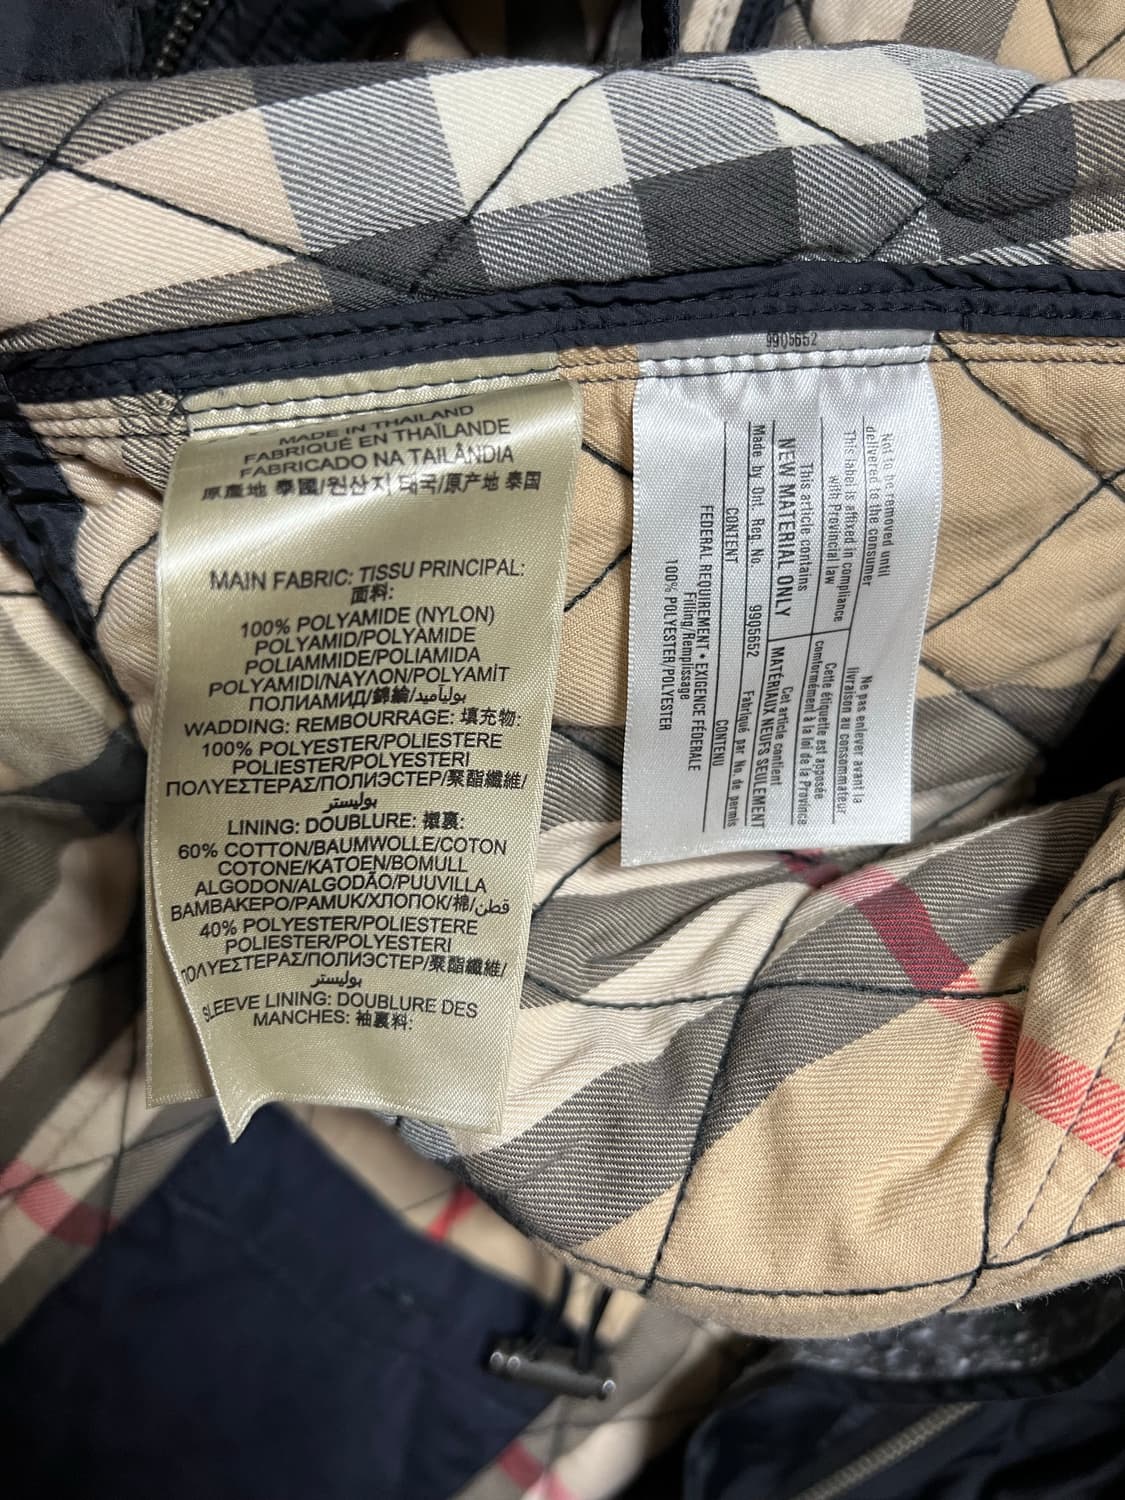 MADE IN THAILAND
FABRIQUÉ EN THAÏLANDE
FABRICADO NA TAILÂNDIA
原產地 泰國/원산지 태국/原产地 泰国
MAIN FABRIC: TISSU PRINCIPAL:
面料:
100% POLYAMIDE (NYLON)
POLYAMID/POLYAMIDE
POLIAMMIDE/POLIAMIDA
POLYAMIDI/ΝΑΥΛΟΝ/POLYAMİT
ПОЛИАМИД/錦綸/بولیآمید
WADDING: REMBOURRAGE: 填充物:
100% POLYESTER/POLIESTERE
POLIESTER/POLYESTERI
ΠΟΛΥΕΣΤΕΡΑΣ/ПОЛИЭСТЕР/聚酯纖維/
بوليستر
LINING: DOUBLURE: 襯裏:
60% COTTON/BAUMWOLLE/COTON
COTONE/KATOEN/BOMULL
ALGODON/ALGODÃO/PUUVILLA
ΒΑΜΒΑΚΕΡΟ/PAMUK/ХЛОПОК/棉/قطن
40% POLYESTER/POLIESTERE
POLIESTER/POLYESTERI
ΠΟΛΥΕΣΤΕΡΑΣ/ПОЛИЭСТЕР/聚酯纖維/
بوليستر
SLEEVE LINING: DOUBLURE DES
MANCHES: 袖裏料:
99Q5652
Not to be removed until
delivered to the consumer
Ne pas enlever avant la
livraison au consommateur
This label is affixed in compliance
with Provincial law
Cette étiquette est apposée
conformément à la loi de la Province
This article contains
NEW MATERIAL ONLY
Cet article contient
MATÉRIAUX NEUFS SEULEMENT
Made by Ont. Reg. No. 99Q5652 Fabriqué par No. de permis
CONTENT CONTENU
FEDERAL REQUIREMENT • EXIRENCE FÉDÉRALE
Filling/Remplissage
100% POLYESTER/POLYESTER